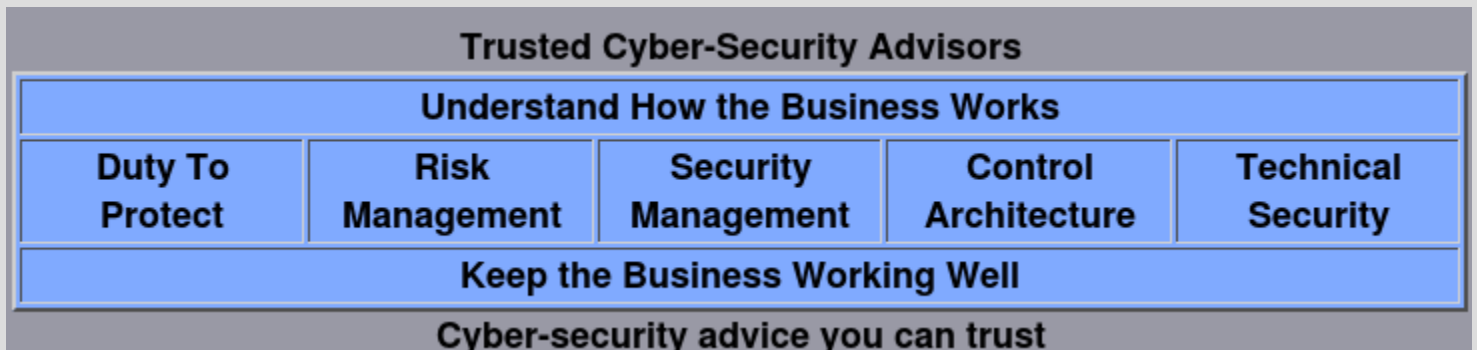 Trusted Cyber-Security Advisors
Understand How the Business Works
Duty To
Protect
Risk
Management
Security
Management
Control
Architecture
Technical
Security
Keep the Business Working Well
Cyber-security advice you can trust